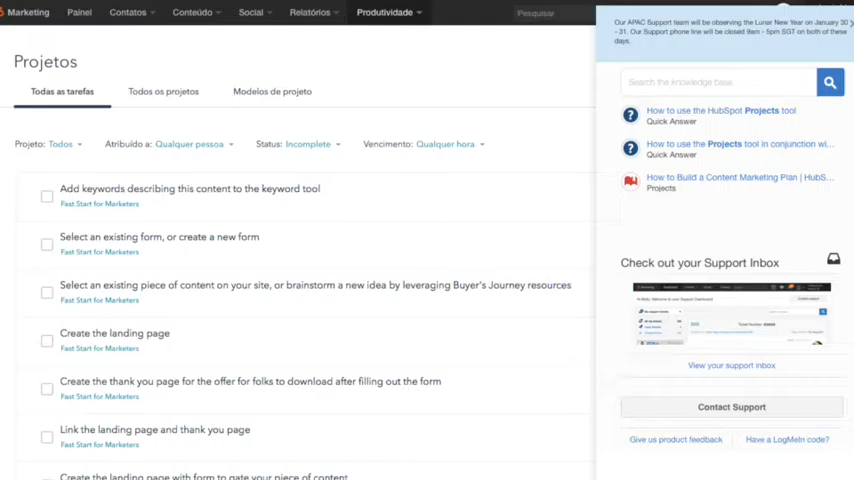 Marketing Painel Contatos Conteúdo Social Relatórios Produtividade Pesquisar
Projetos
Todas as tarefas Todos os projetos Modelos de projeto
Projeto: Todos Atribuído a: Qualquer pessoa Status: Incomplete Vencimento: Qualquer hora
Add keywords describing this content to the keyword tool
Fast Start for Marketers
Select an existing form, or create a new form
Fast Start for Marketers
Select an existing piece of content on your site, or brainstorm a new idea by leveraging Buyer's Journey resources
Fast Start for Marketers
Create the landing page
Fast Start for Marketers
Create the thank you page for the offer for folks to download after filling out the form
Fast Start for Marketers
Link the landing page and thank you page
Fast Start for Marketers
Create the landing page with form to gate your piece of content
Our APAC Support team will be observing the Lunar New Year on January 30
- 31. Our Support phone line will be closed 9am - 5pm SGT on both of these
days.
Search the knowledge base
How to use the HubSpot Projects tool
Quick Answer
How to use the Projects tool in conjunction wi...
Quick Answer
How to Build a Content Marketing Plan | HubS...
Projects
Check out your Support Inbox
View your support inbox
Contact Support
Give us product feedback Have a LogMeIn code?